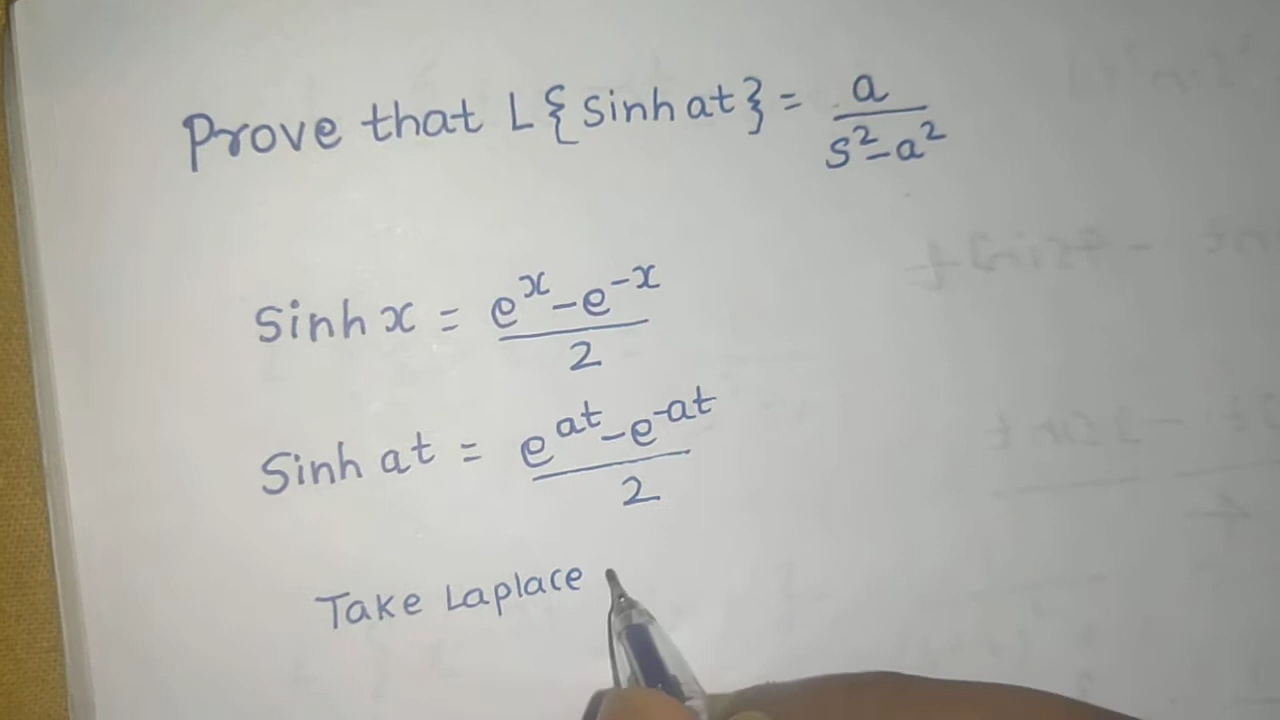 Prove that L{sinh at} = a/(s²-a²)
Sinh x = (e^x - e^-x)/2
Sinh at = (e^at - e^-at)/2
Take Laplace